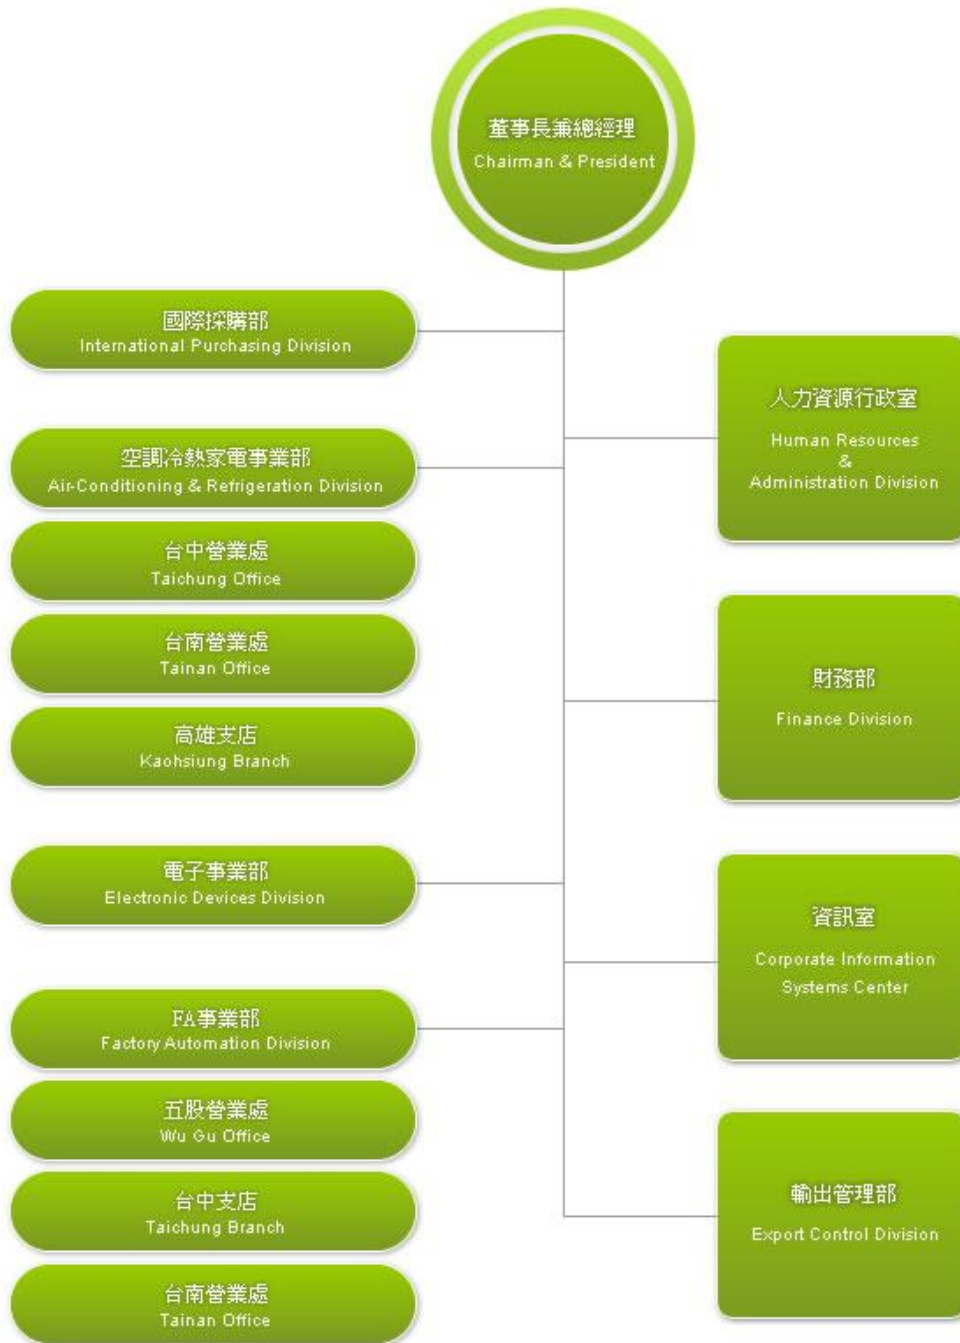 董事長兼總經理
Chairman & President
國際採購部
International Purchasing Division
空調冷熱家電事業部
Air-Conditioning & Refrigeration Division
台中營業處
Taichung Office
台南營業處
Tainan Office
高雄支店
Kaohsiung Branch
電子事業部
Electronic Devices Division
FA事業部
Factory Automation Division
五股營業處
Wu Gu Office
台中支店
Taichung Branch
台南營業處
Tainan Office
人力資源行政室
Human Resources
&
Administration Division
財務部
Finance Division
資訊室
Corporate Information
Systems Center
輸出管理部
Export Control Division